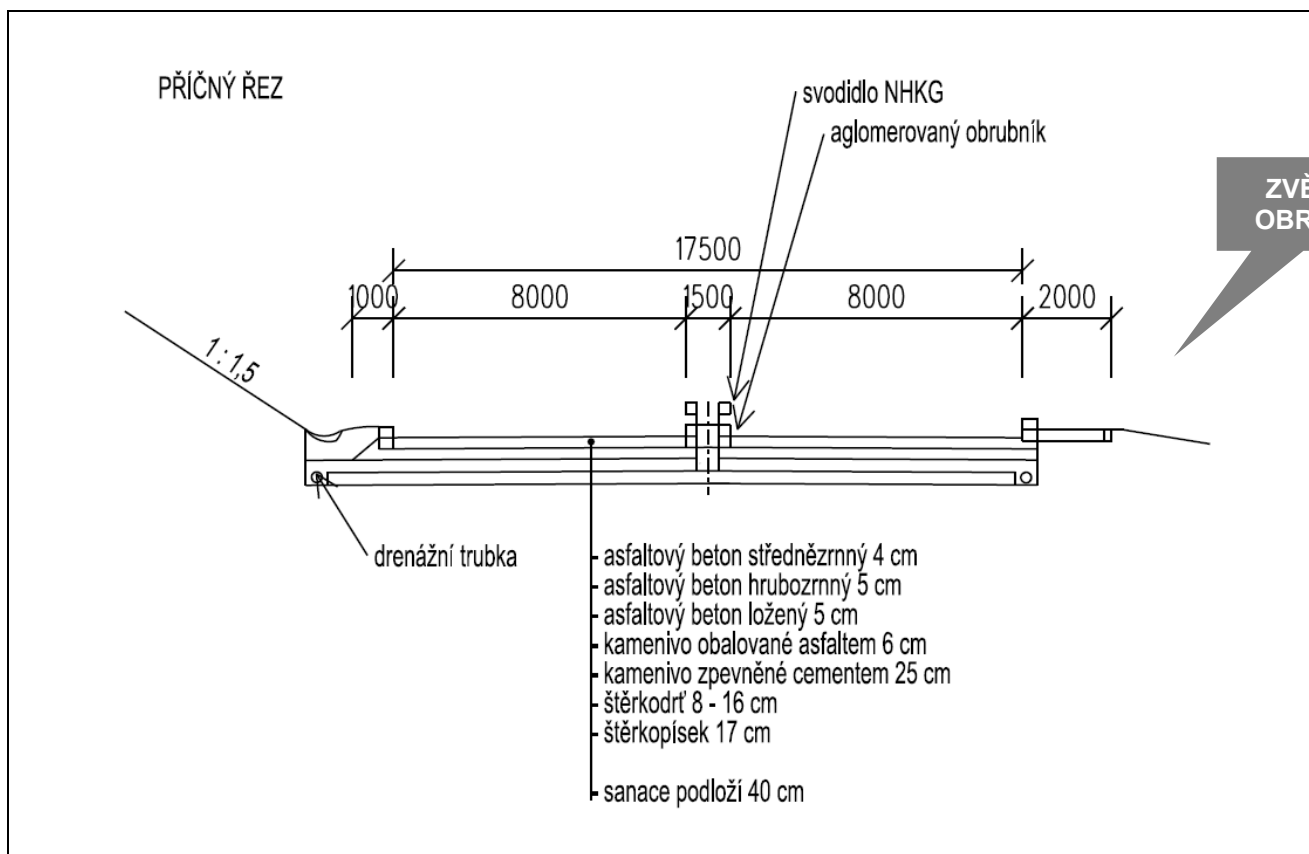 PŘÍČNÝ ŘEZ
svodidlo NHKG
aglomerovaný obrubník
ZVĚ
OBR
17500
1000 8000 1500 8000 2000
1 : 1,5
drenážní trubka
asfaltový beton střednězrnný 4 cm
asfaltový beton hrubozrnný 5 cm
asfaltový beton ložený 5 cm
kamenivo obalované asfaltem 6 cm
kamenivo zpevněné cementem 25 cm
štěrkodrť 8 - 16 cm
štěrkopísek 17 cm
sanace podloží 40 cm